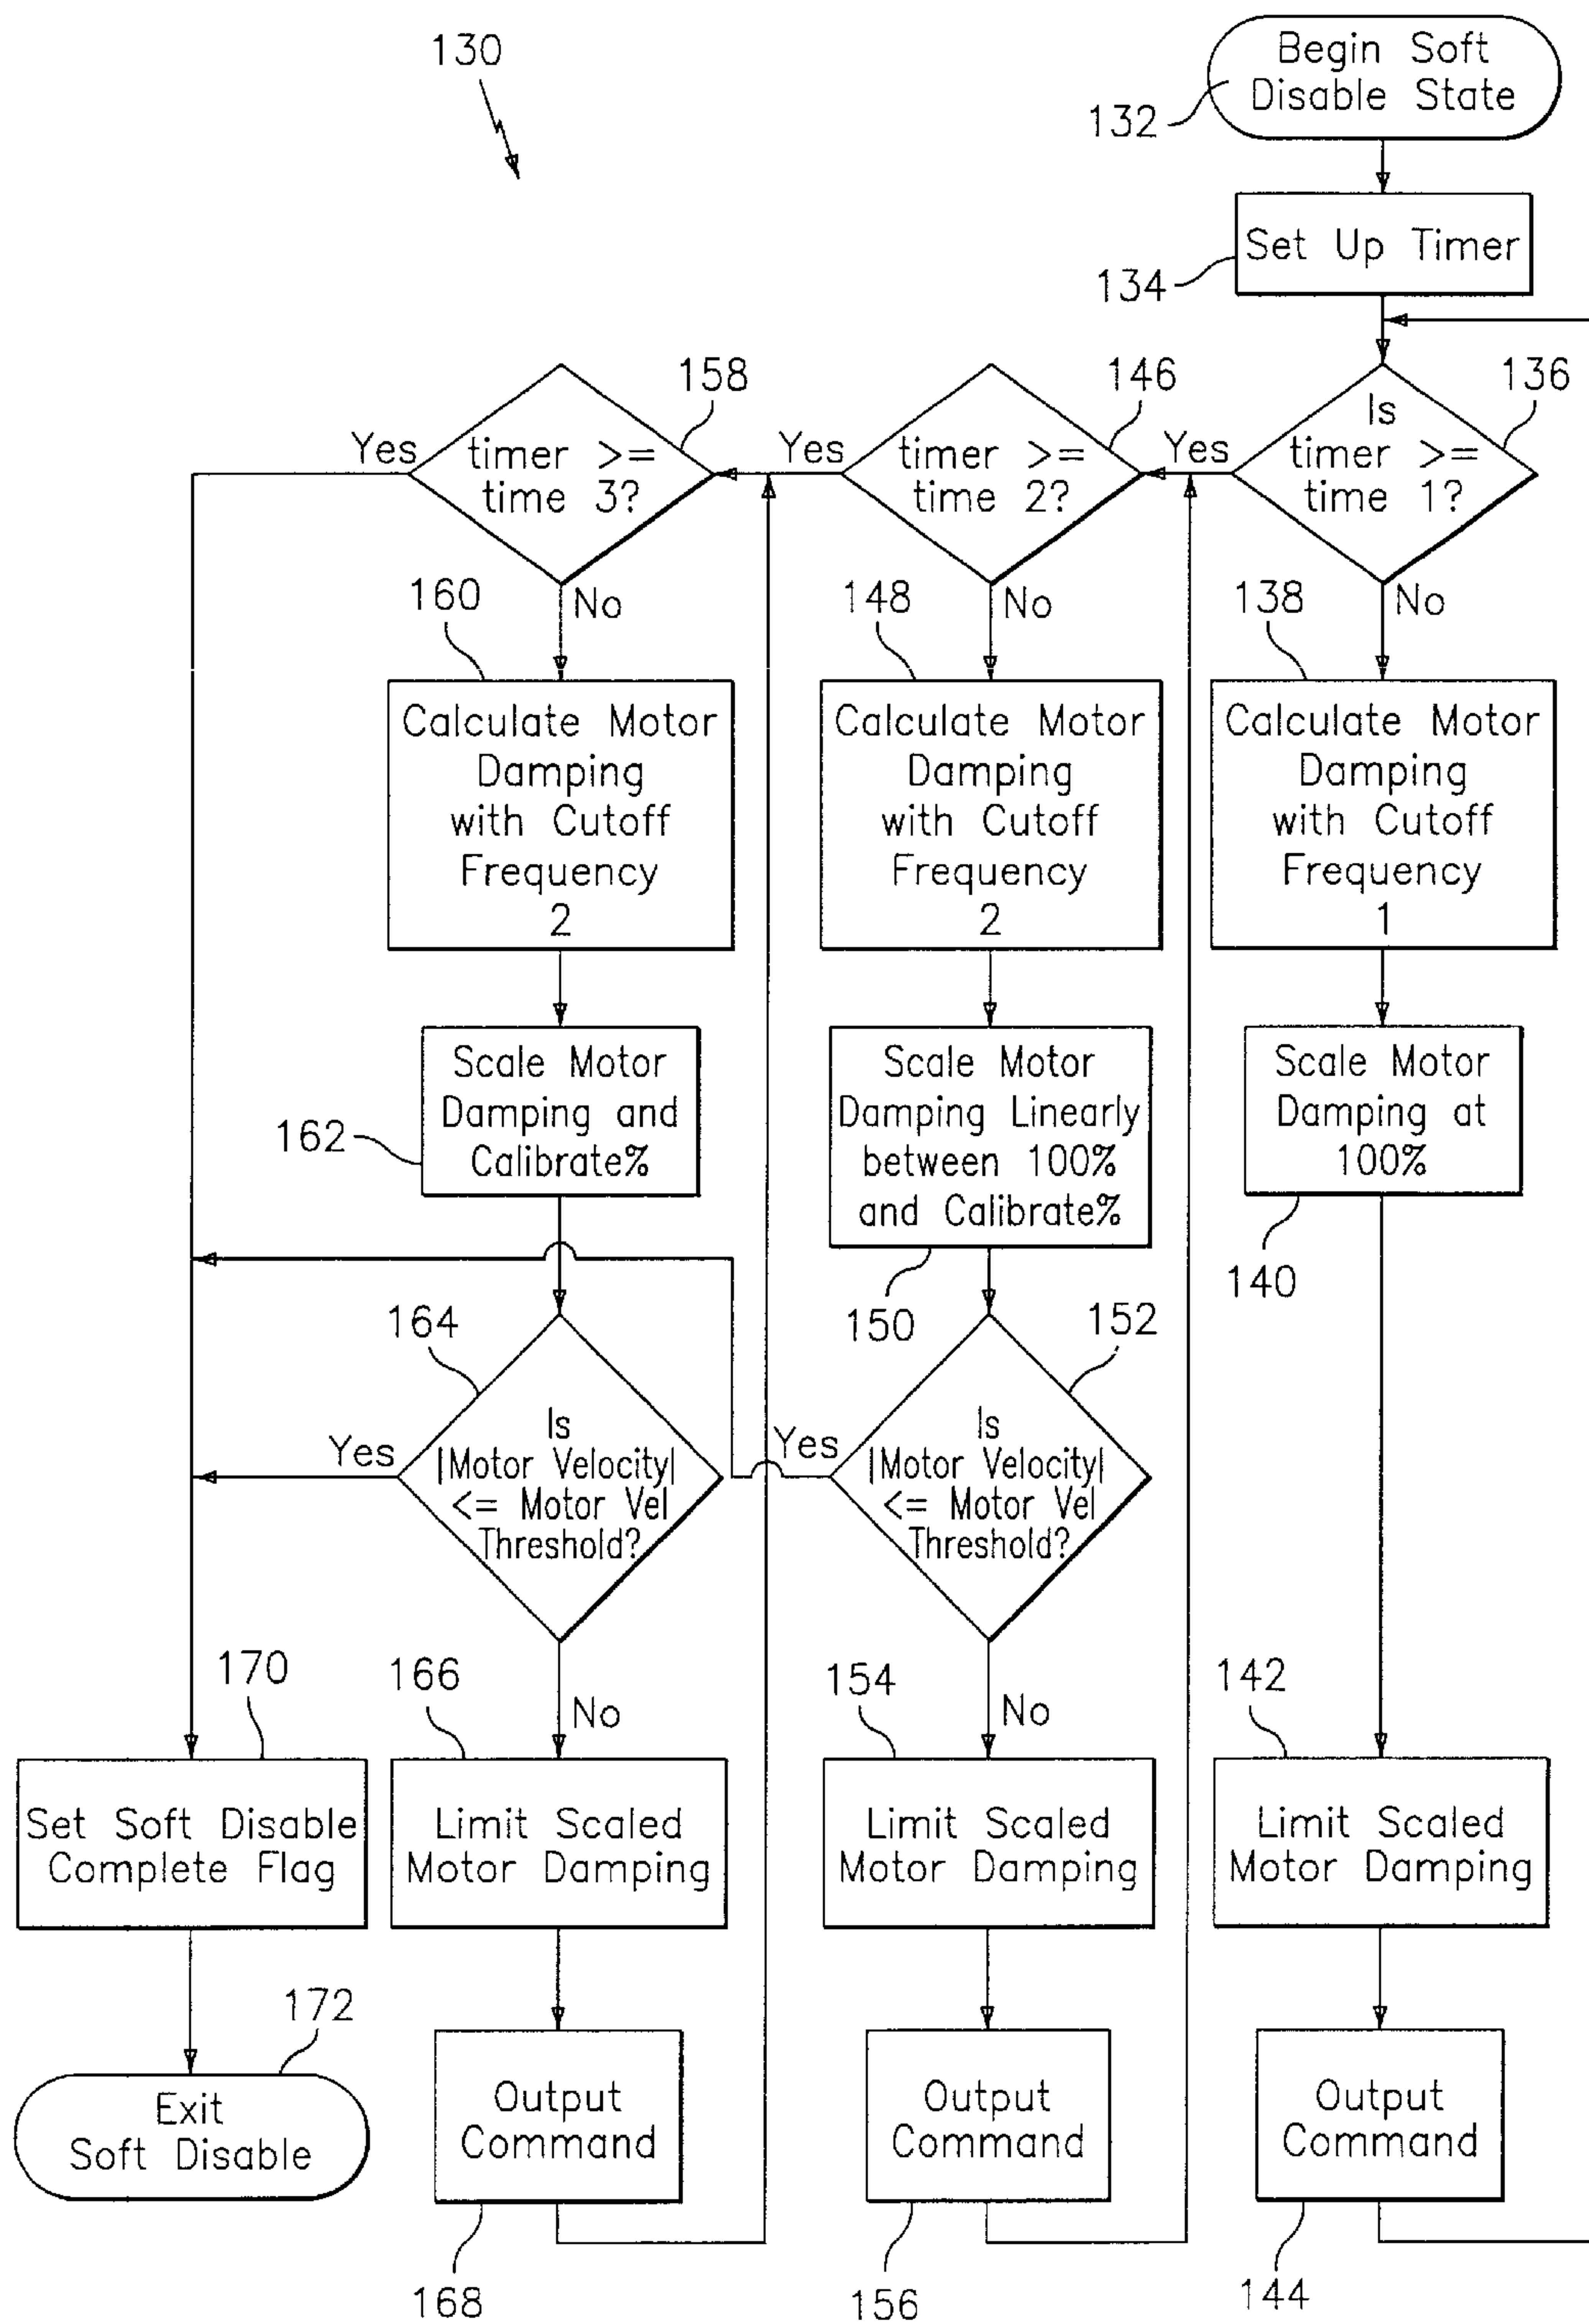 130
Begin Soft
Disable State
132
Set Up Timer
134
136
Is
timer >=
time 1?
Yes
No
138
Calculate Motor
Damping
with Cutoff
Frequency
1
Scale Motor
Damping at
100%
140
142
Limit Scaled
Motor Damping
Output
Command
144
146
timer >=
time 2?
Yes
No
148
Calculate Motor
Damping
with Cutoff
Frequency
2
Scale Motor
Damping Linearly
between 100%
and Calibrate%
150
152
Is
|Motor Velocity|
<= Motor Vel
Threshold?
Yes
No
154
Limit Scaled
Motor Damping
Output
Command
156
158
timer >=
time 3?
Yes
No
160
Calculate Motor
Damping
with Cutoff
Frequency
2
Scale Motor
Damping and
Calibrate%
162
164
Is
|Motor Velocity|
<= Motor Vel
Threshold?
Yes
No
166
Limit Scaled
Motor Damping
Output
Command
168
170
Set Soft Disable
Complete Flag
172
Exit
Soft Disable